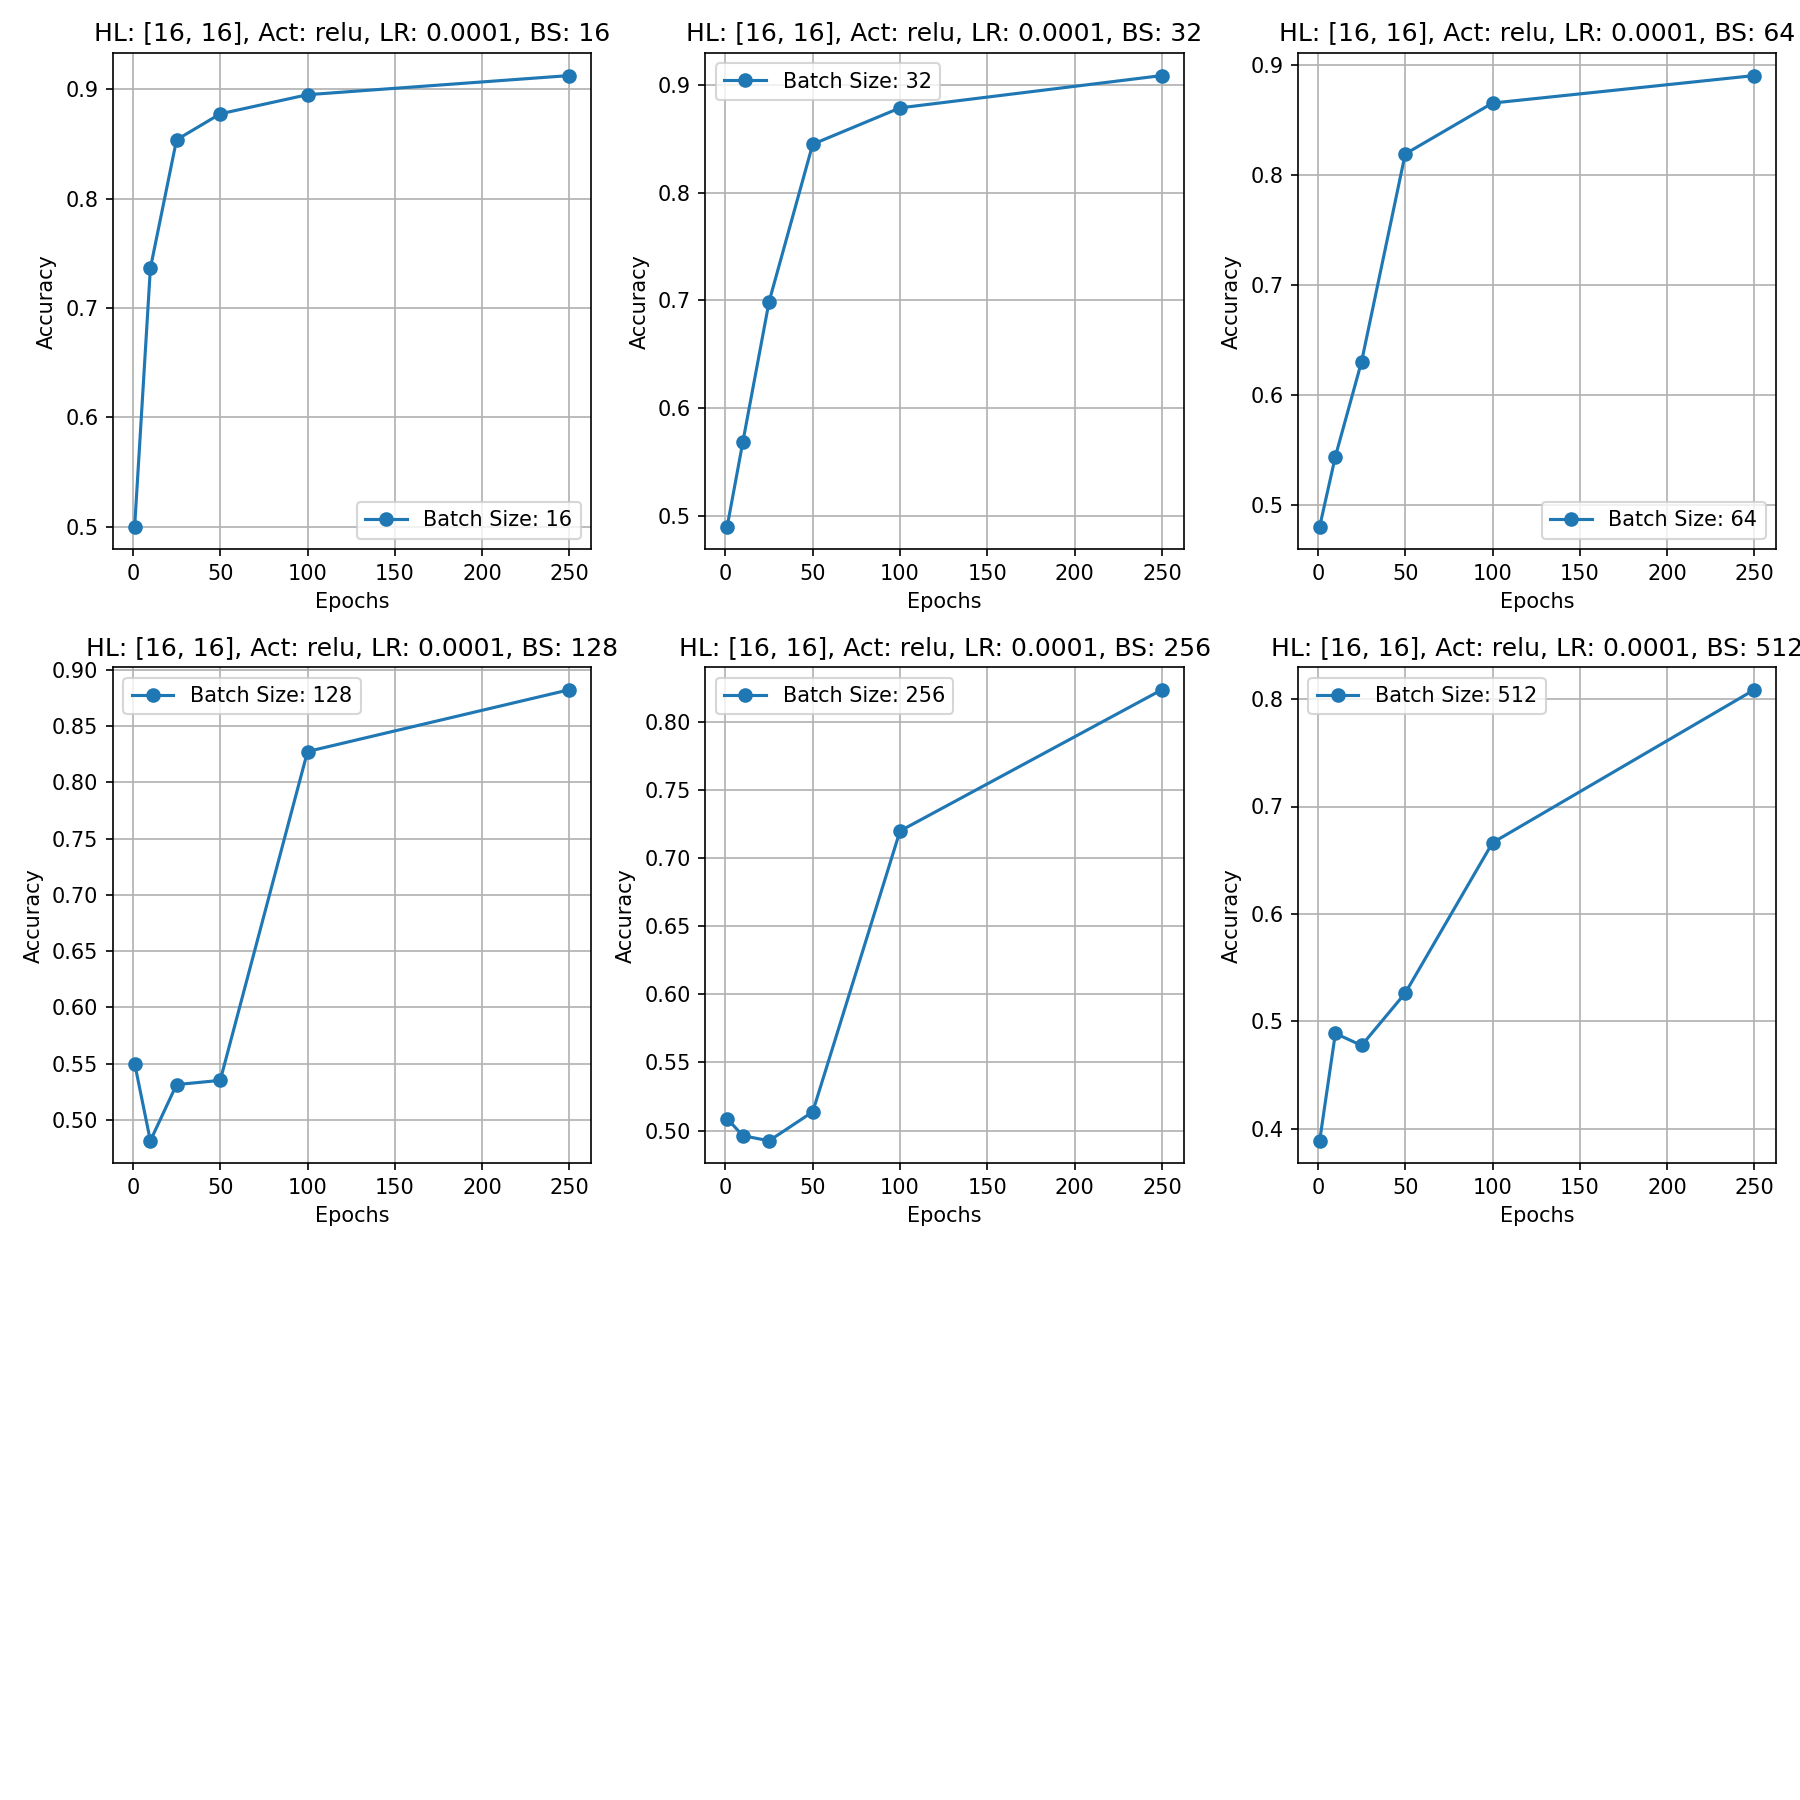 HL: [16, 16], Act: relu, LR: 0.0001, BS: 16
Accuracy
0.9
0.8
0.7
0.6
0.5
Batch Size: 16
0 50 100 150 200 250
Epochs
HL: [16, 16], Act: relu, LR: 0.0001, BS: 32
Accuracy
0.9
0.8
0.7
0.6
0.5
Batch Size: 32
0 50 100 150 200 250
Epochs
HL: [16, 16], Act: relu, LR: 0.0001, BS: 64
Accuracy
0.9
0.8
0.7
0.6
0.5
Batch Size: 64
0 50 100 150 200 250
Epochs
HL: [16, 16], Act: relu, LR: 0.0001, BS: 128
Accuracy
0.90
0.85
0.80
0.75
0.70
0.65
0.60
0.55
0.50
Batch Size: 128
0 50 100 150 200 250
Epochs
HL: [16, 16], Act: relu, LR: 0.0001, BS: 256
Accuracy
0.80
0.75
0.70
0.65
0.60
0.55
0.50
Batch Size: 256
0 50 100 150 200 250
Epochs
HL: [16, 16], Act: relu, LR: 0.0001, BS: 512
Accuracy
0.8
0.7
0.6
0.5
0.4
Batch Size: 512
0 50 100 150 200 250
Epochs